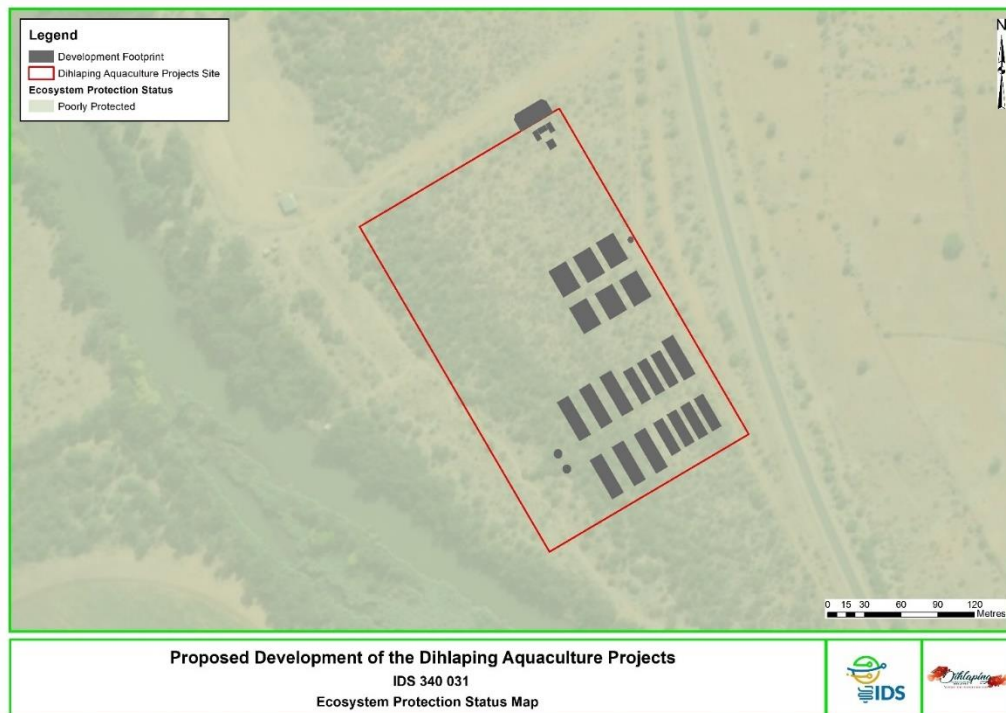 Legend
Development Footprint
Dihlaping Aquaculture Projects Site
Ecosystem Protection Status
Poorly Protected
N
0 15 30 60 90 120
Metres
Proposed Development of the Dihlaping Aquaculture Projects
IDS 340 031
Ecosystem Protection Status Map
IDS
Dihlaping